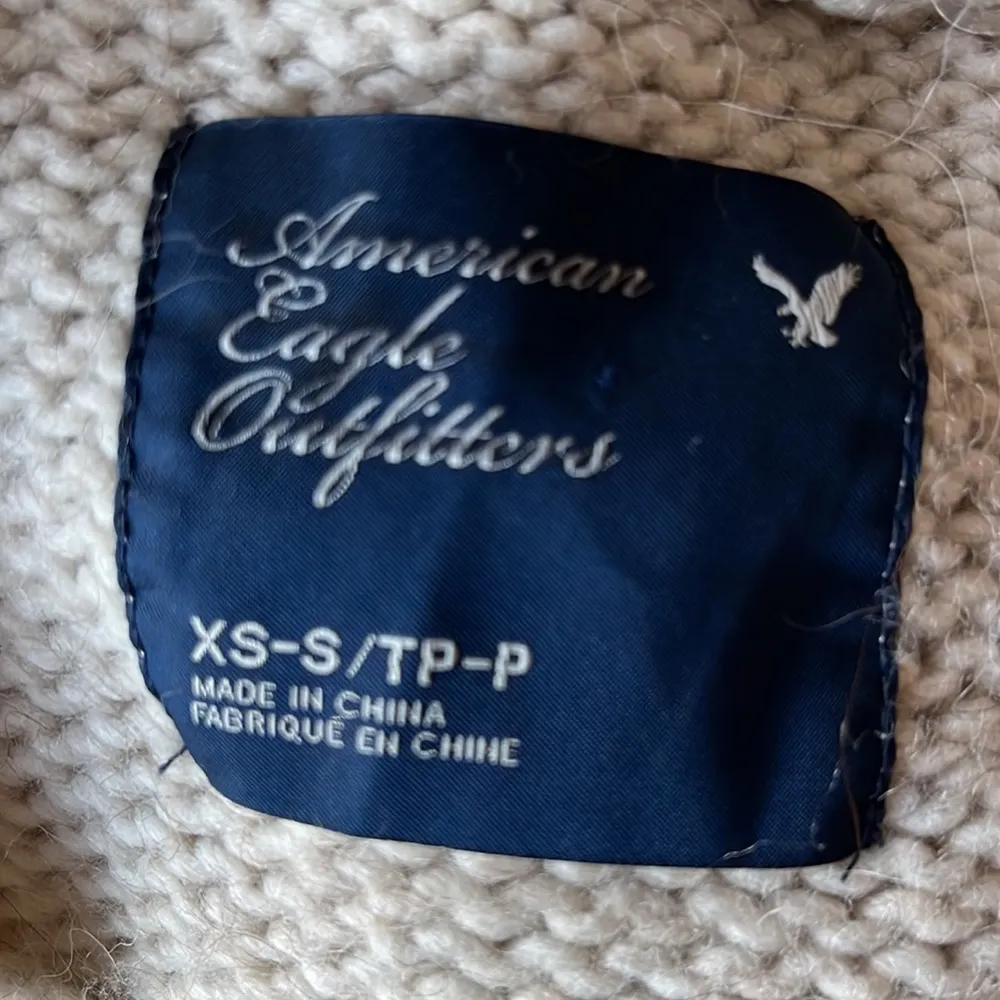 American
Eagle
Outfitters
XS-S/TP-P
MADE IN CHINA
FABRIQUÉ EN CHINE